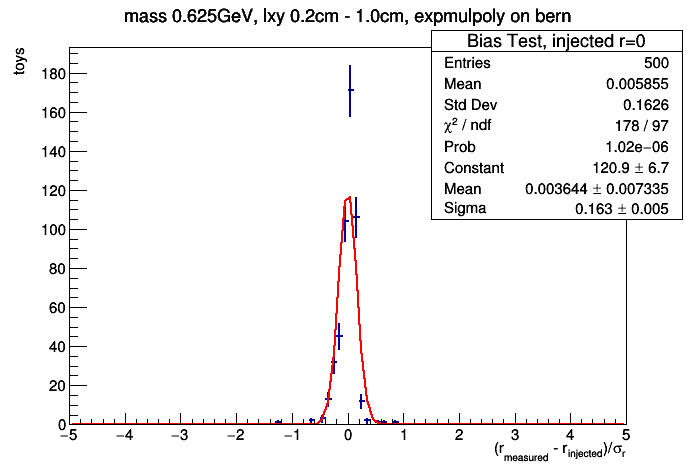 mass 0.625GeV, lxy 0.2cm - 1.0cm, expmulpoly on bern
Bias Test, injected r=0
Entries 500
Mean 0.005855
Std Dev 0.1626
χ² / ndf 178 / 97
Prob 1.02e−06
Constant 120.9 ± 6.7
Mean 0.003644 ± 0.007335
Sigma 0.163 ± 0.005
toys
180
160
140
120
100
80
60
40
20
0
−5 −4 −3 −2 −1 0 1 2 3 4 5
(r_measured - r_injected)/σ_r